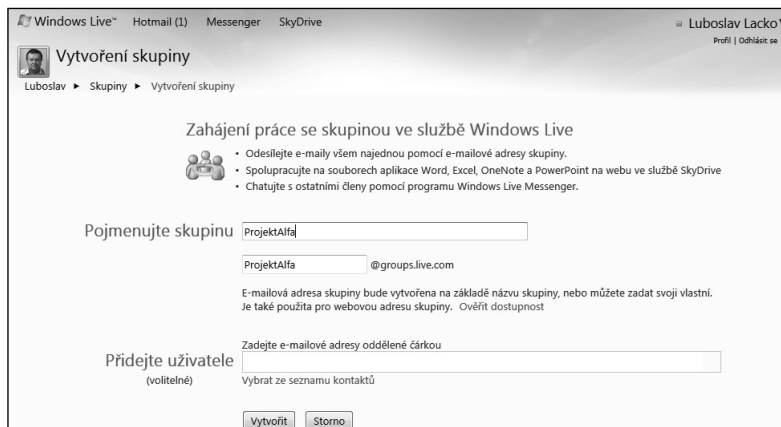 Windows Live™ Hotmail (1) Messenger SkyDrive
Luboslav Lacko
Profil | Odhlásit se
Vytvoření skupiny
Luboslav ► Skupiny ► Vytvoření skupiny
Zahájení práce se skupinou ve službě Windows Live
• Odesílejte e-maily všem najednou pomocí e-mailové adresy skupiny.
• Spolupracujte na souborech aplikace Word, Excel, OneNote a PowerPoint na webu ve službě SkyDrive
• Chatujte s ostatními členy pomocí programu Windows Live Messenger.
Pojmenujte skupinu ProjektAlfa
ProjektAlfa @groups.live.com
E-mailová adresa skupiny bude vytvořena na základě názvu skupiny, nebo můžete zadat svoji vlastní.
Je také použita pro webovou adresu skupiny. Ověřit dostupnost
Zadejte e-mailové adresy oddělené čárkou
Přidejte uživatele
(volitelné) Vybrat ze seznamu kontaktů
Vytvořit Storno